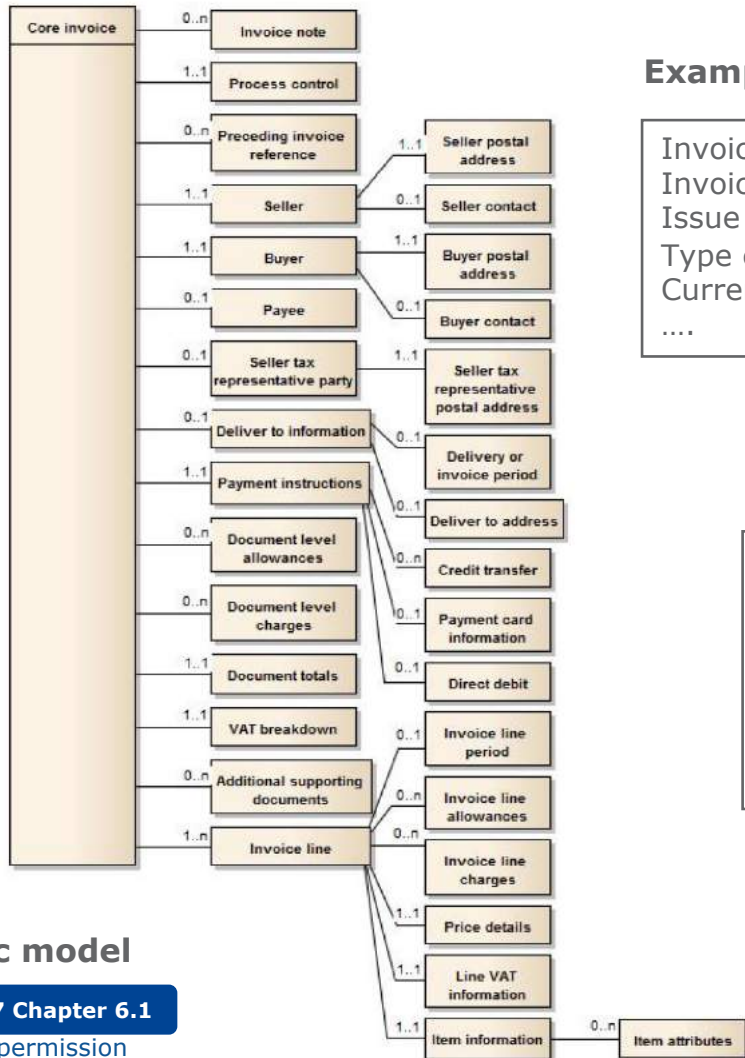 Core invoice
0..n
Invoice note
1..1
Process control
0..n
Preceding invoice
reference
1..1
Seller
1..1
Seller postal
address
0..1
Seller contact
1..1
Buyer
1..1
Buyer postal
address
0..1
Buyer contact
0..1
Payee
0..1
Seller tax
representative party
1..1
Seller tax
representative
postal address
0..1
Deliver to information
0..1
Delivery or
invoice period
0..1
Deliver to address
1..1
Payment instructions
0..n
Credit transfer
0..1
Payment card
information
0..1
Direct debit
0..n
Document level
allowances
0..n
Document level
charges
1..1
Document totals
1..1
VAT breakdown
0..n
Additional supporting
documents
1..n
Invoice line
0..1
Invoice line
period
0..n
Invoice line
allowances
0..n
Invoice line
charges
1..1
Price details
1..1
Line VAT
information
1..1
Item information
0..n
Item attributes
Examp
Invoic
Invoic
Issue
Type
Curre
….
c model
7 Chapter 6.1
permission